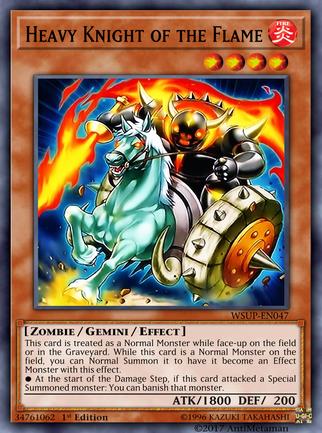 HEAVY KNIGHT OF THE FLAME
FIRE
炎
WSUP-EN047
[ZOMBIE / GEMINI / EFFECT]
This card is treated as a Normal Monster while face-up on the field
or in the Graveyard. While this card is a Normal Monster on the
field, you can Normal Summon it to have it become an Effect
Monster with this effect.
● At the start of the Damage Step, if this card attacked a Special
Summoned monster: You can banish that monster.
ATK/1800 DEF/ 200
34761062 1st Edition ©1996 KAZUKI TAKAHASHI
©2017 AntiMetaman